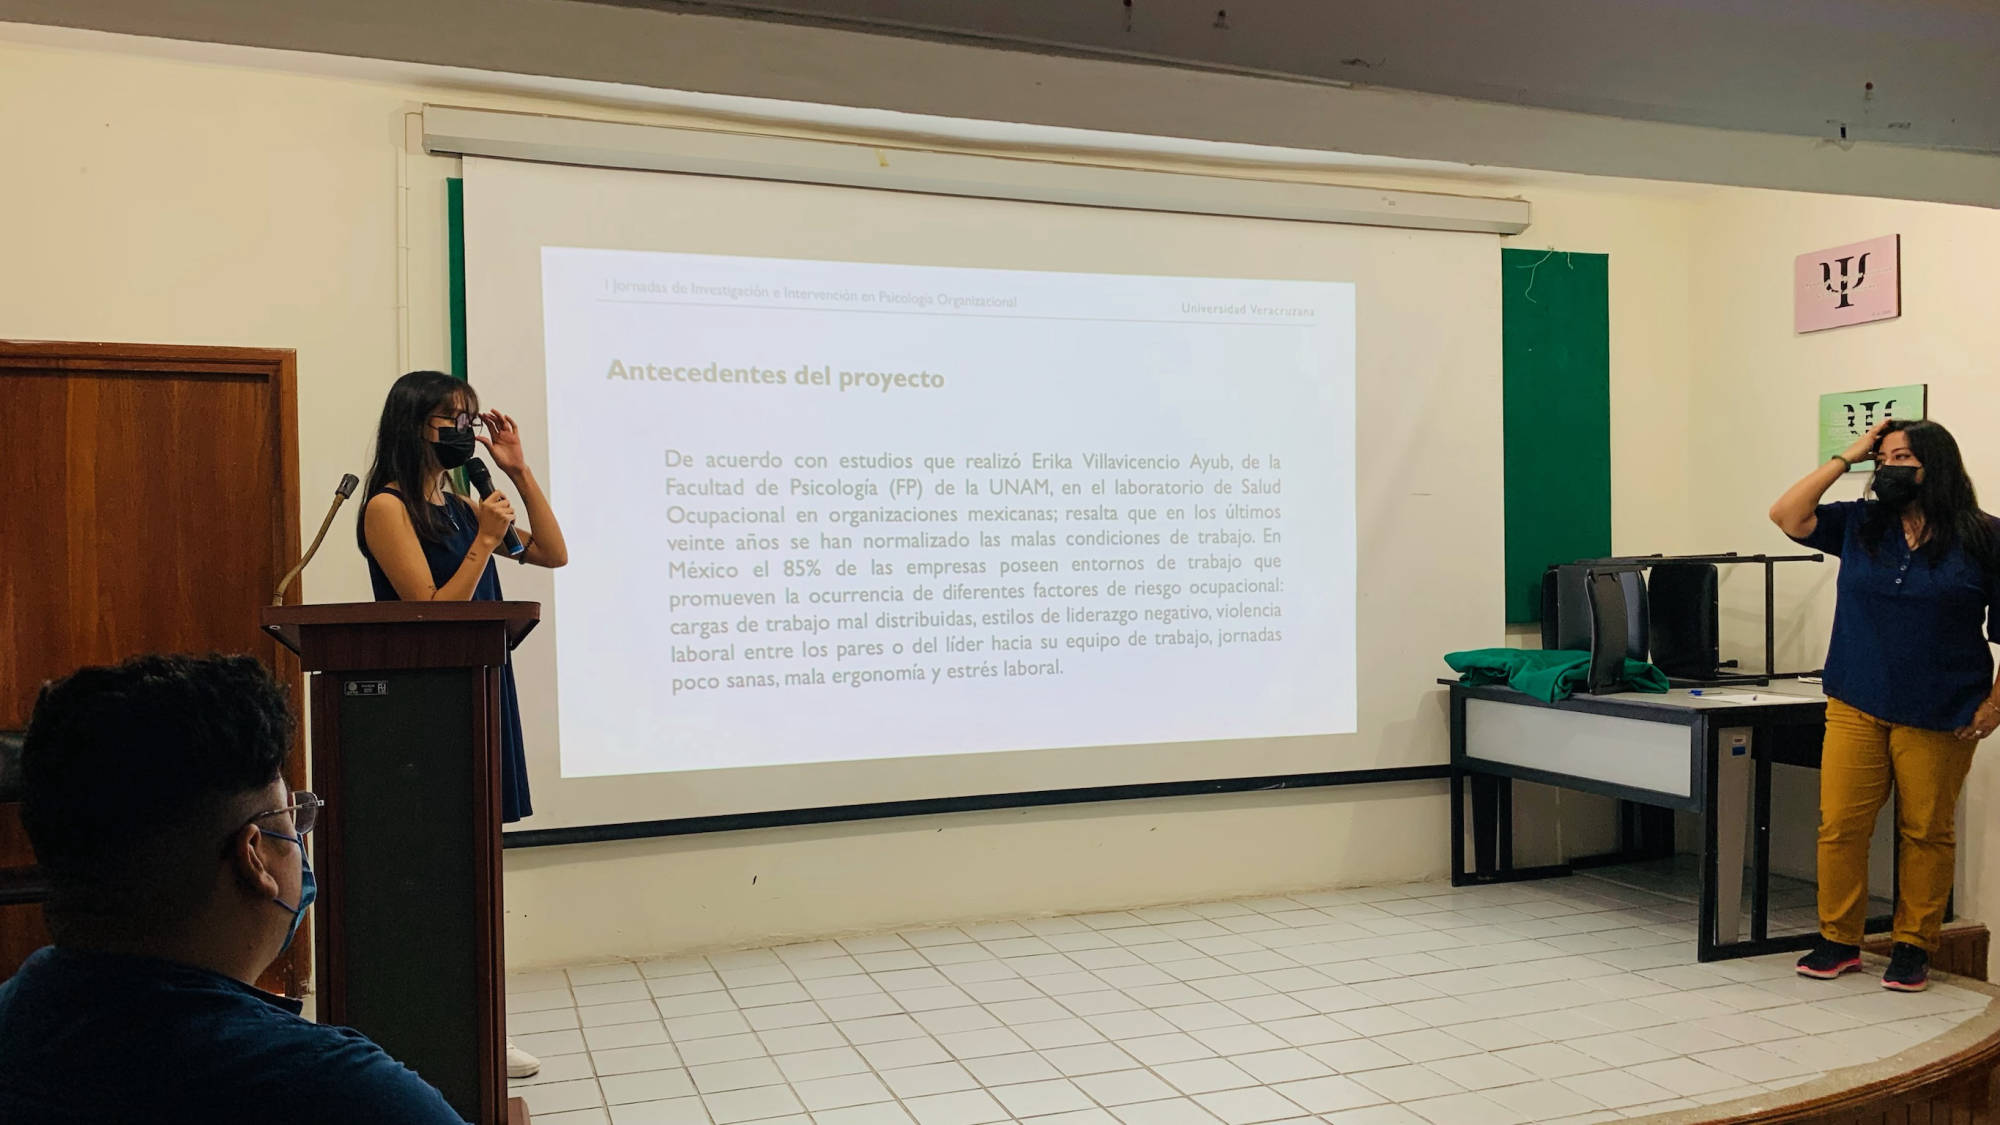 I Jornadas de Investigación e Intervención en Psicología Organizacional
Universidad Veracruzana
Antecedentes del proyecto
De acuerdo con estudios que realizó Erika Villavicencio Ayub, de la
Facultad de Psicología (FP) de la UNAM, en el laboratorio de Salud
Ocupacional en organizaciones mexicanas; resalta que en los últimos
veinte años se han normalizado las malas condiciones de trabajo. En
México el 85% de las empresas poseen entornos de trabajo que
promueven la ocurrencia de diferentes factores de riesgo ocupacional:
cargas de trabajo mal distribuidas, estilos de liderazgo negativo, violencia
laboral entre los pares o del líder hacia su equipo de trabajo, jornadas
poco sanas, mala ergonomía y estrés laboral.
Ψ
Ψ